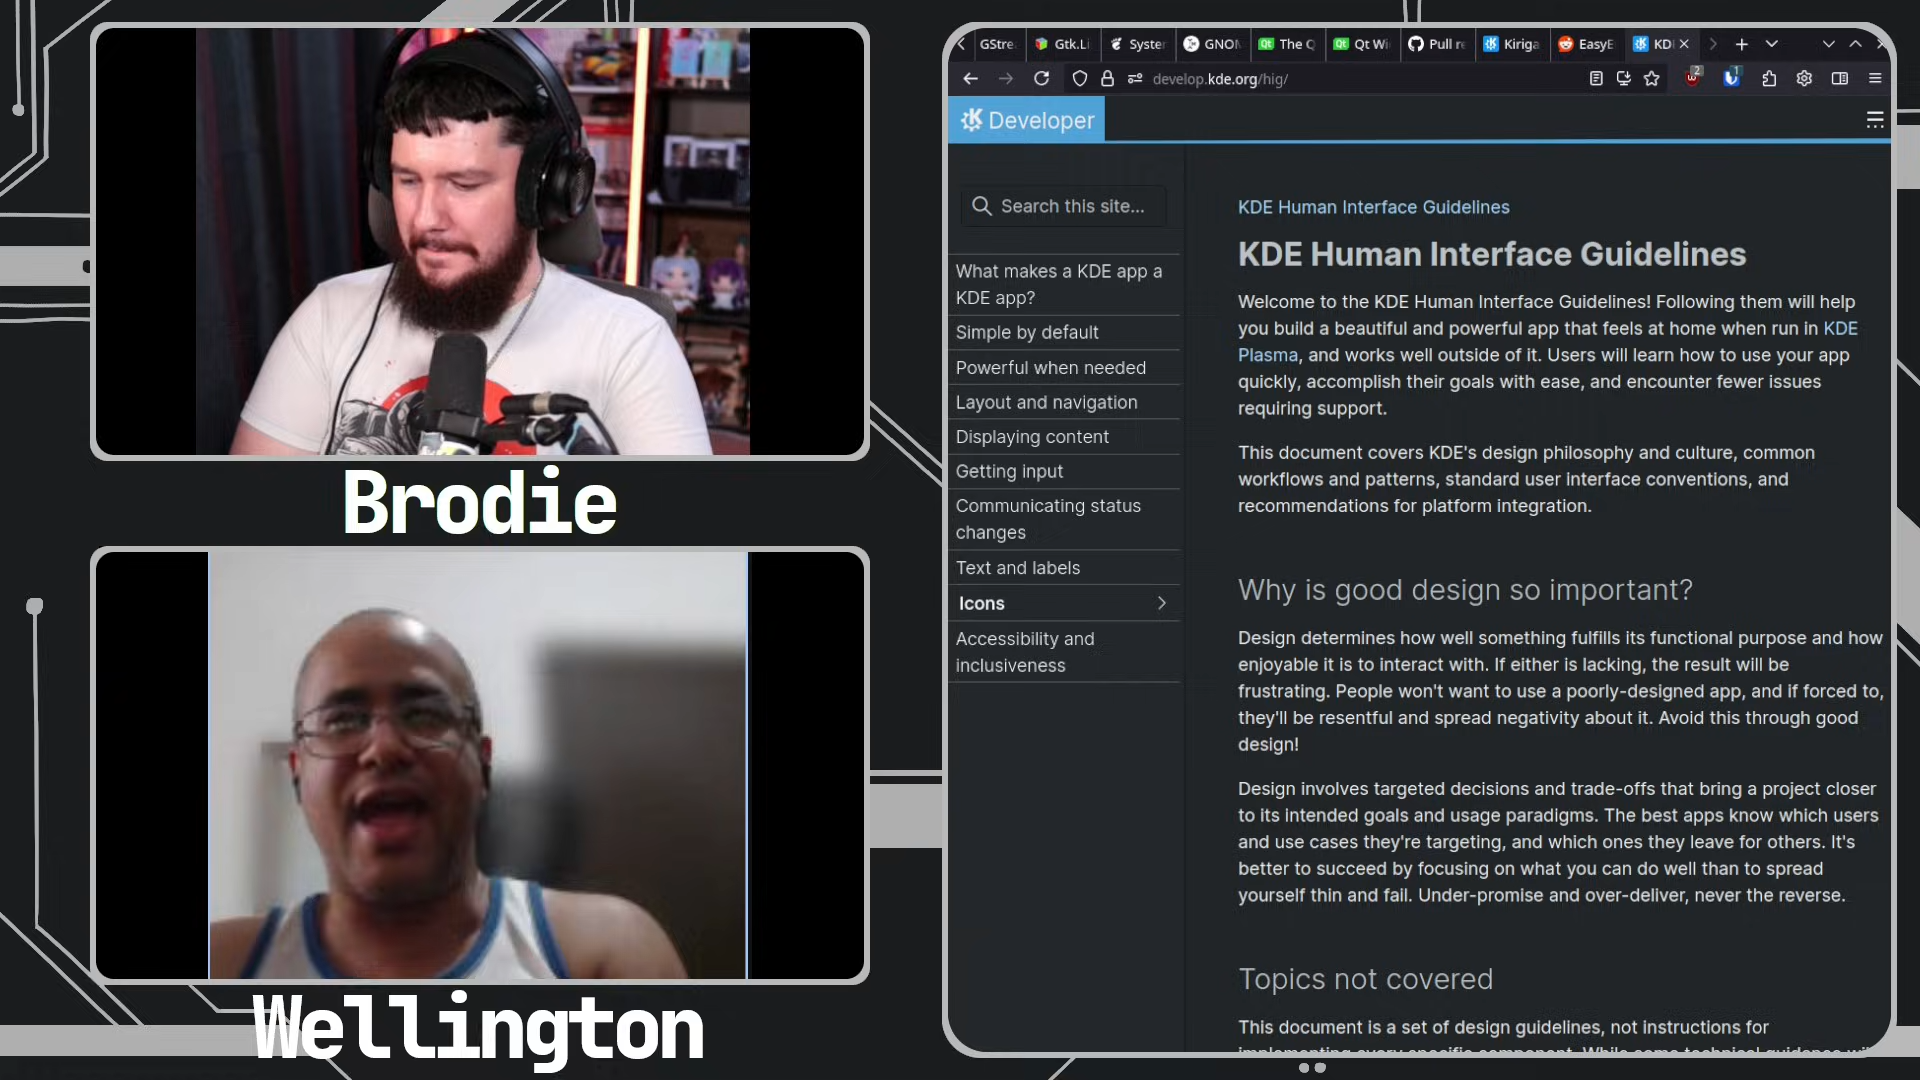 Brodie
Wellington
GStre
Gtk.Li
Syster
GNO
The Q
Qt Wi
Pull re
Kiriga
EasyE
KD
develop.kde.org/hig/
2
1
Developer
Search this site...
What makes a KDE app a
KDE app?
Simple by default
Powerful when needed
Layout and navigation
Displaying content
Getting input
Communicating status
changes
Text and labels
Icons
Accessibility and
inclusiveness
KDE Human Interface Guidelines
KDE Human Interface Guidelines
Welcome to the KDE Human Interface Guidelines! Following them will help
you build a beautiful and powerful app that feels at home when run in KDE
Plasma, and works well outside of it. Users will learn how to use your app
quickly, accomplish their goals with ease, and encounter fewer issues
requiring support.
This document covers KDE's design philosophy and culture, common
workflows and patterns, standard user interface conventions, and
recommendations for platform integration.
Why is good design so important?
Design determines how well something fulfills its functional purpose and how
enjoyable it is to interact with. If either is lacking, the result will be
frustrating. People won't want to use a poorly-designed app, and if forced to,
they'll be resentful and spread negativity about it. Avoid this through good
design!
Design involves targeted decisions and trade-offs that bring a project closer
to its intended goals and usage paradigms. The best apps know which users
and use cases they're targeting, and which ones they leave for others. It's
better to succeed by focusing on what you can do well than to spread
yourself thin and fail. Under-promise and over-deliver, never the reverse.
Topics not covered
This document is a set of design guidelines, not instructions for